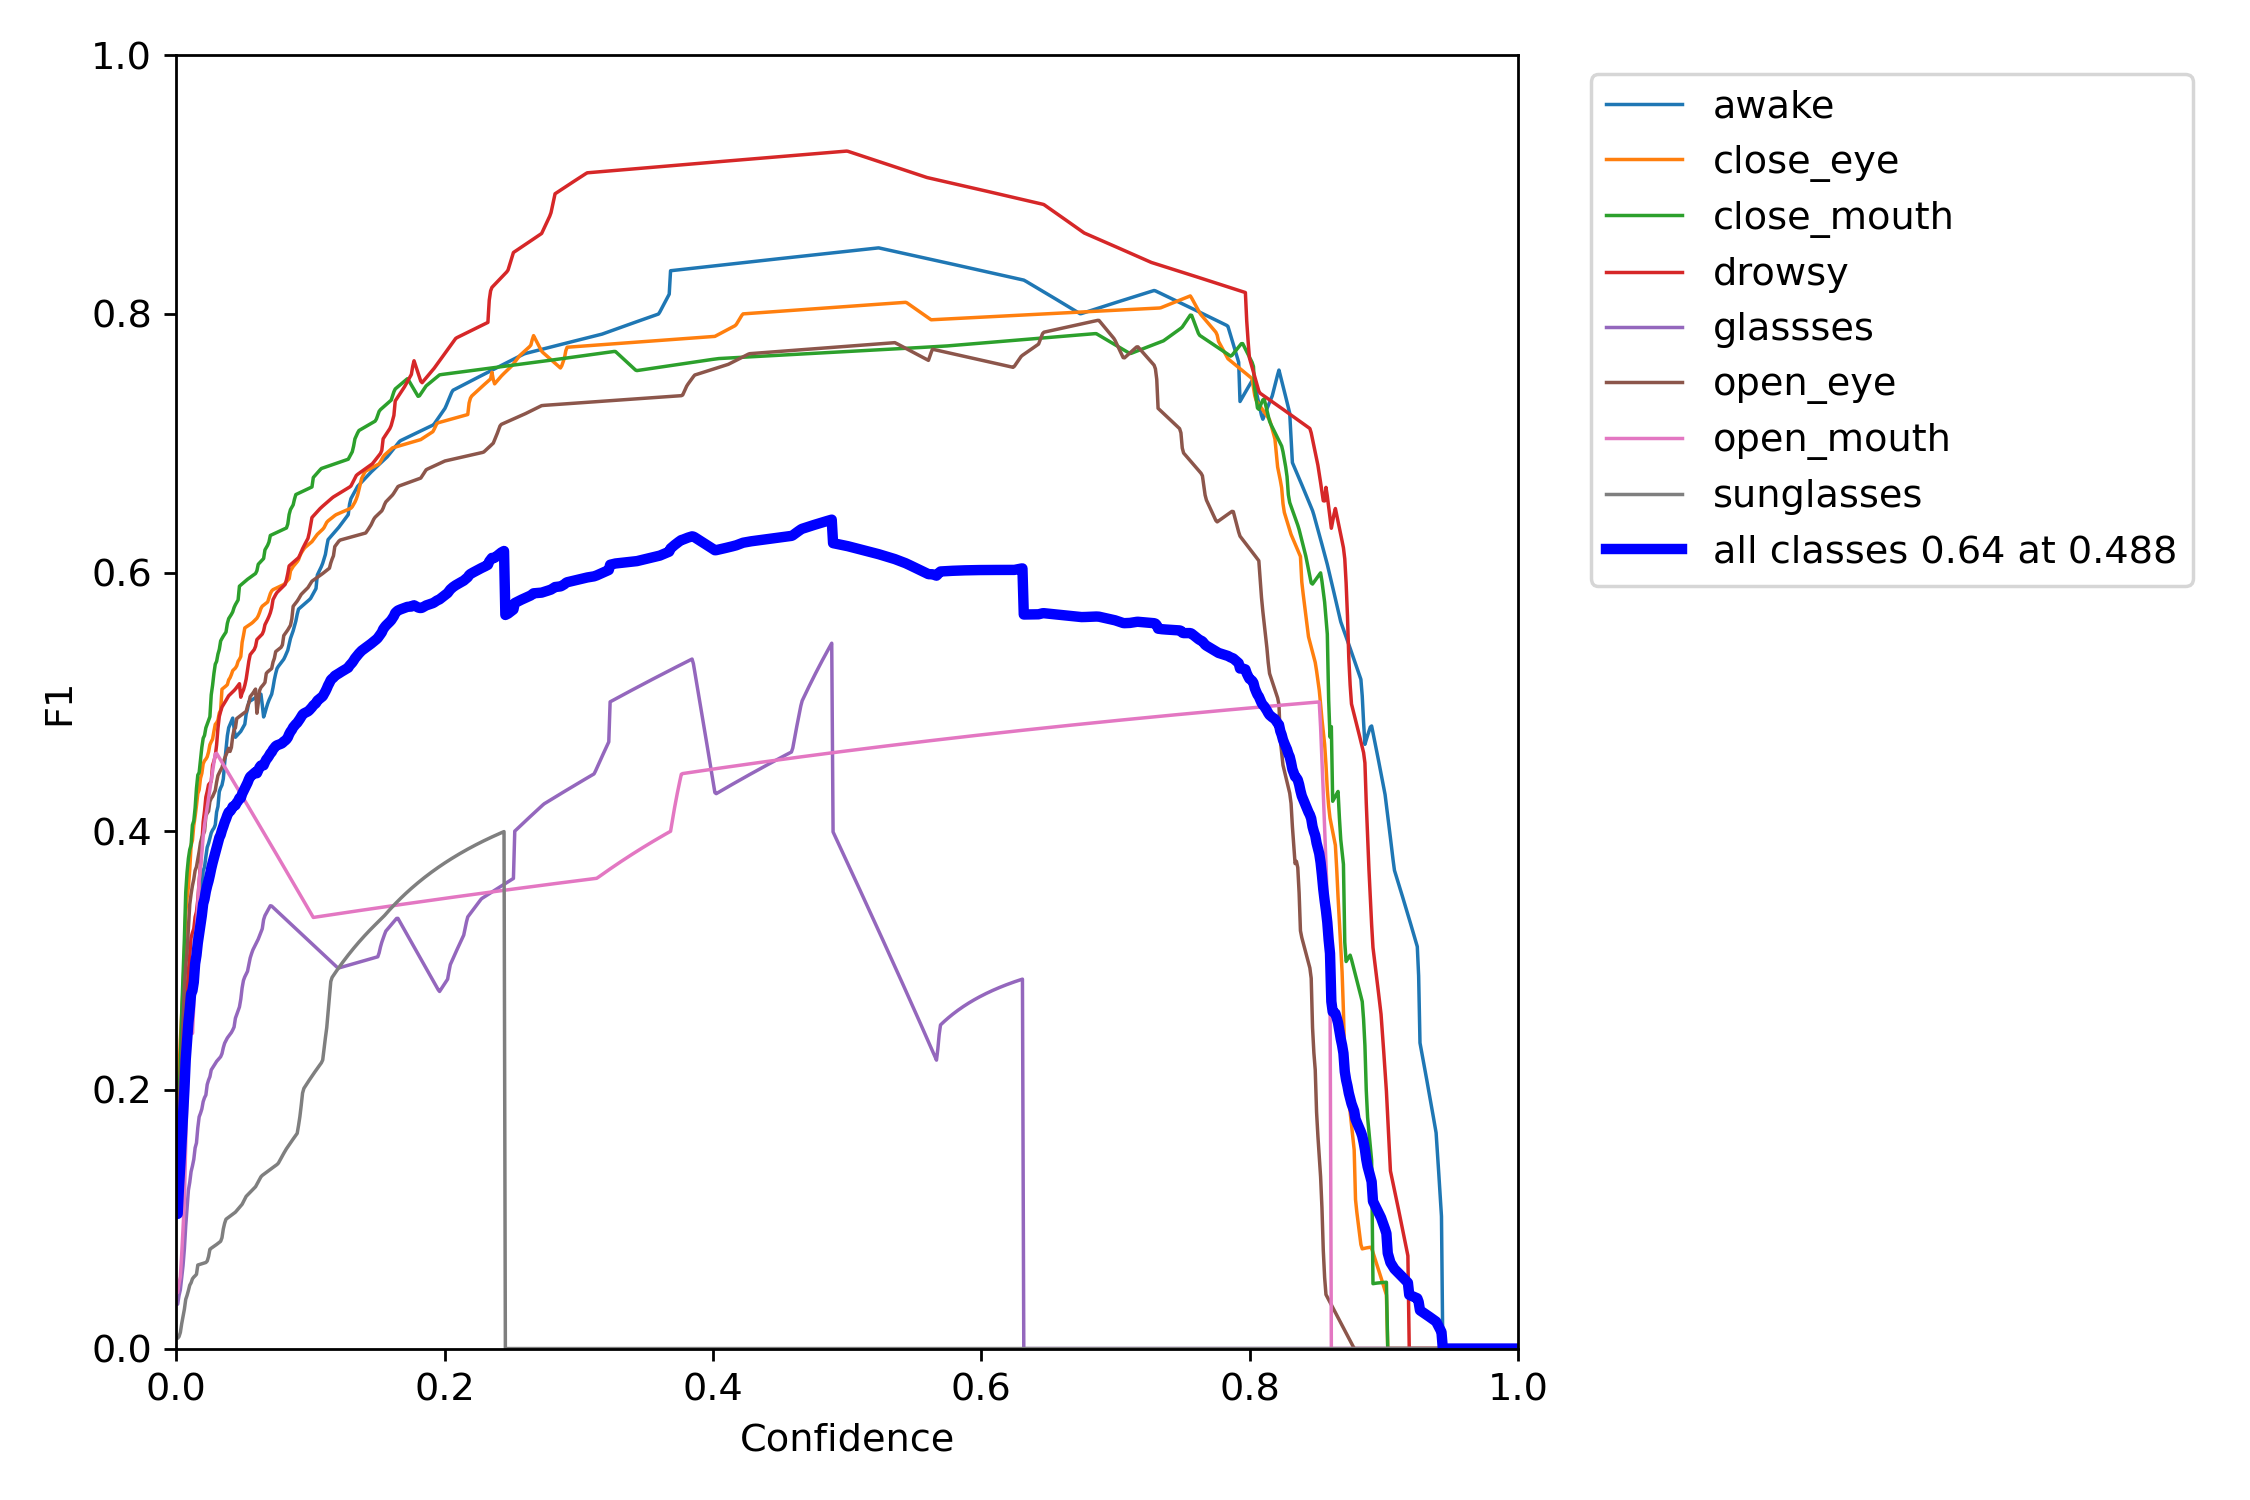 1.0
0.8
0.6
0.4
0.2
0.0
F1
0.0 0.2 0.4 0.6 0.8 1.0
Confidence
awake
close_eye
close_mouth
drowsy
glassses
open_eye
open_mouth
sunglasses
all classes 0.64 at 0.488